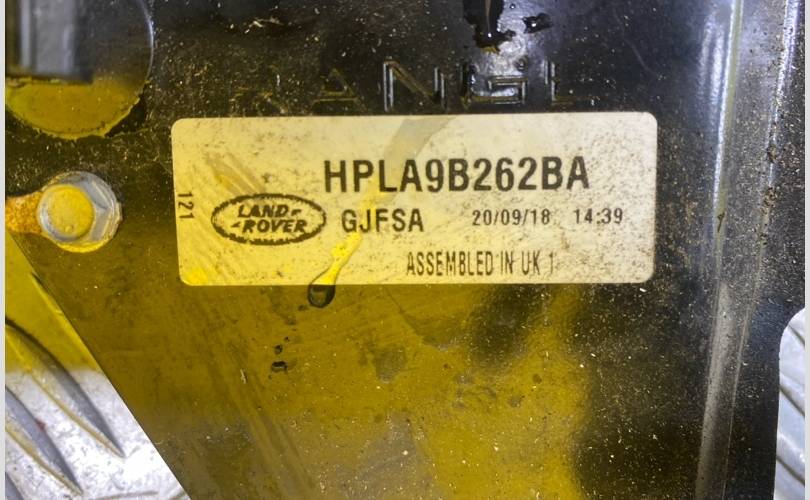 HPLA9B262BA
121
LAND-
-ROVER
GJFSA 20/09/18 14:39
ASSEMBLED IN UK 1